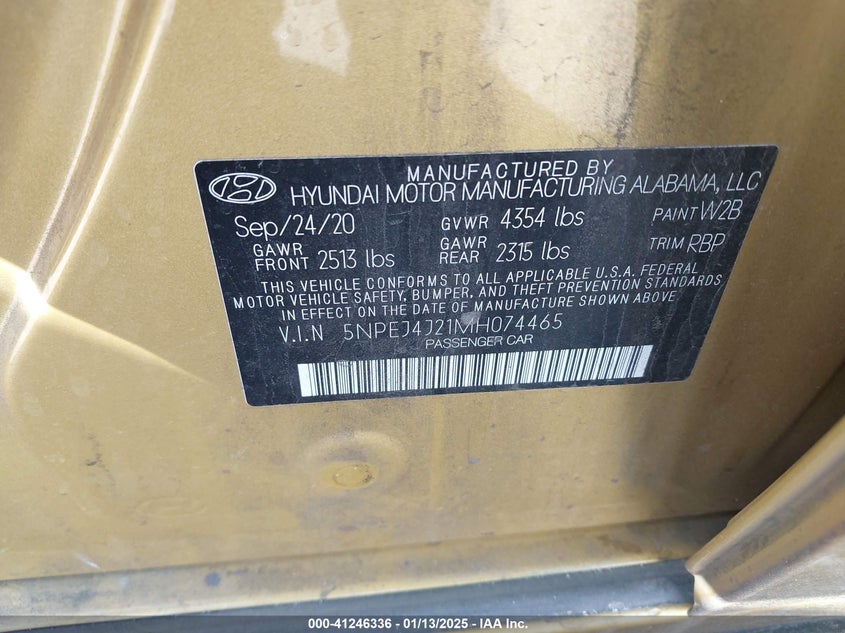 MANUFACTURED BY
HYUNDAI MOTOR MANUFACTURING ALABAMA, LLC
Sep/24/20 GVWR 4354 lbs PAINT W2B
GAWR FRONT 2513 lbs GAWR REAR 2315 lbs TRIM RBP
THIS VEHICLE CONFORMS TO ALL APPLICABLE U.S.A. FEDERAL
MOTOR VEHICLE SAFETY, BUMPER, AND THEFT PREVENTION STANDARDS
IN EFFECT ON THE DATE OF MANUFACTURE SHOWN ABOVE
V.I.N 5NPEJ4J21MH074465
PASSENGER CAR
000-41246336 - 01/13/2025 - IAA Inc.